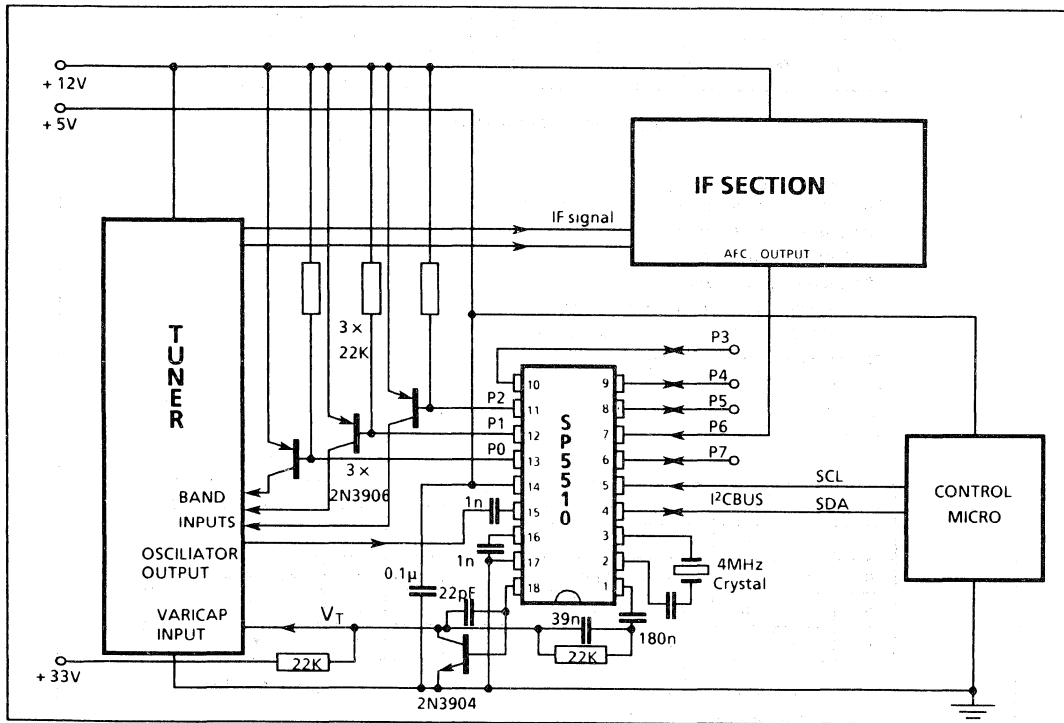 + 12V
+ 5V
IF SECTION
AFC OUTPUT
IF signal
TUNER
3 ×
22K
3 ×
2N3906
P2
P1
P0
P3
P4
P5
P6
P7
10
11
12
13
14
15
16
17
18
9
8
7
6
5
4
3
2
1
SP5510
SCL
I²CBUS
SDA
CONTROL
MICRO
BAND
INPUTS
OSCILIATOR
OUTPUT
VARICAP
INPUT
1n
1n
0.1µ
22pF
39n
180n
4MHz
Crystal
VT
22K
22K
+ 33V
2N3904